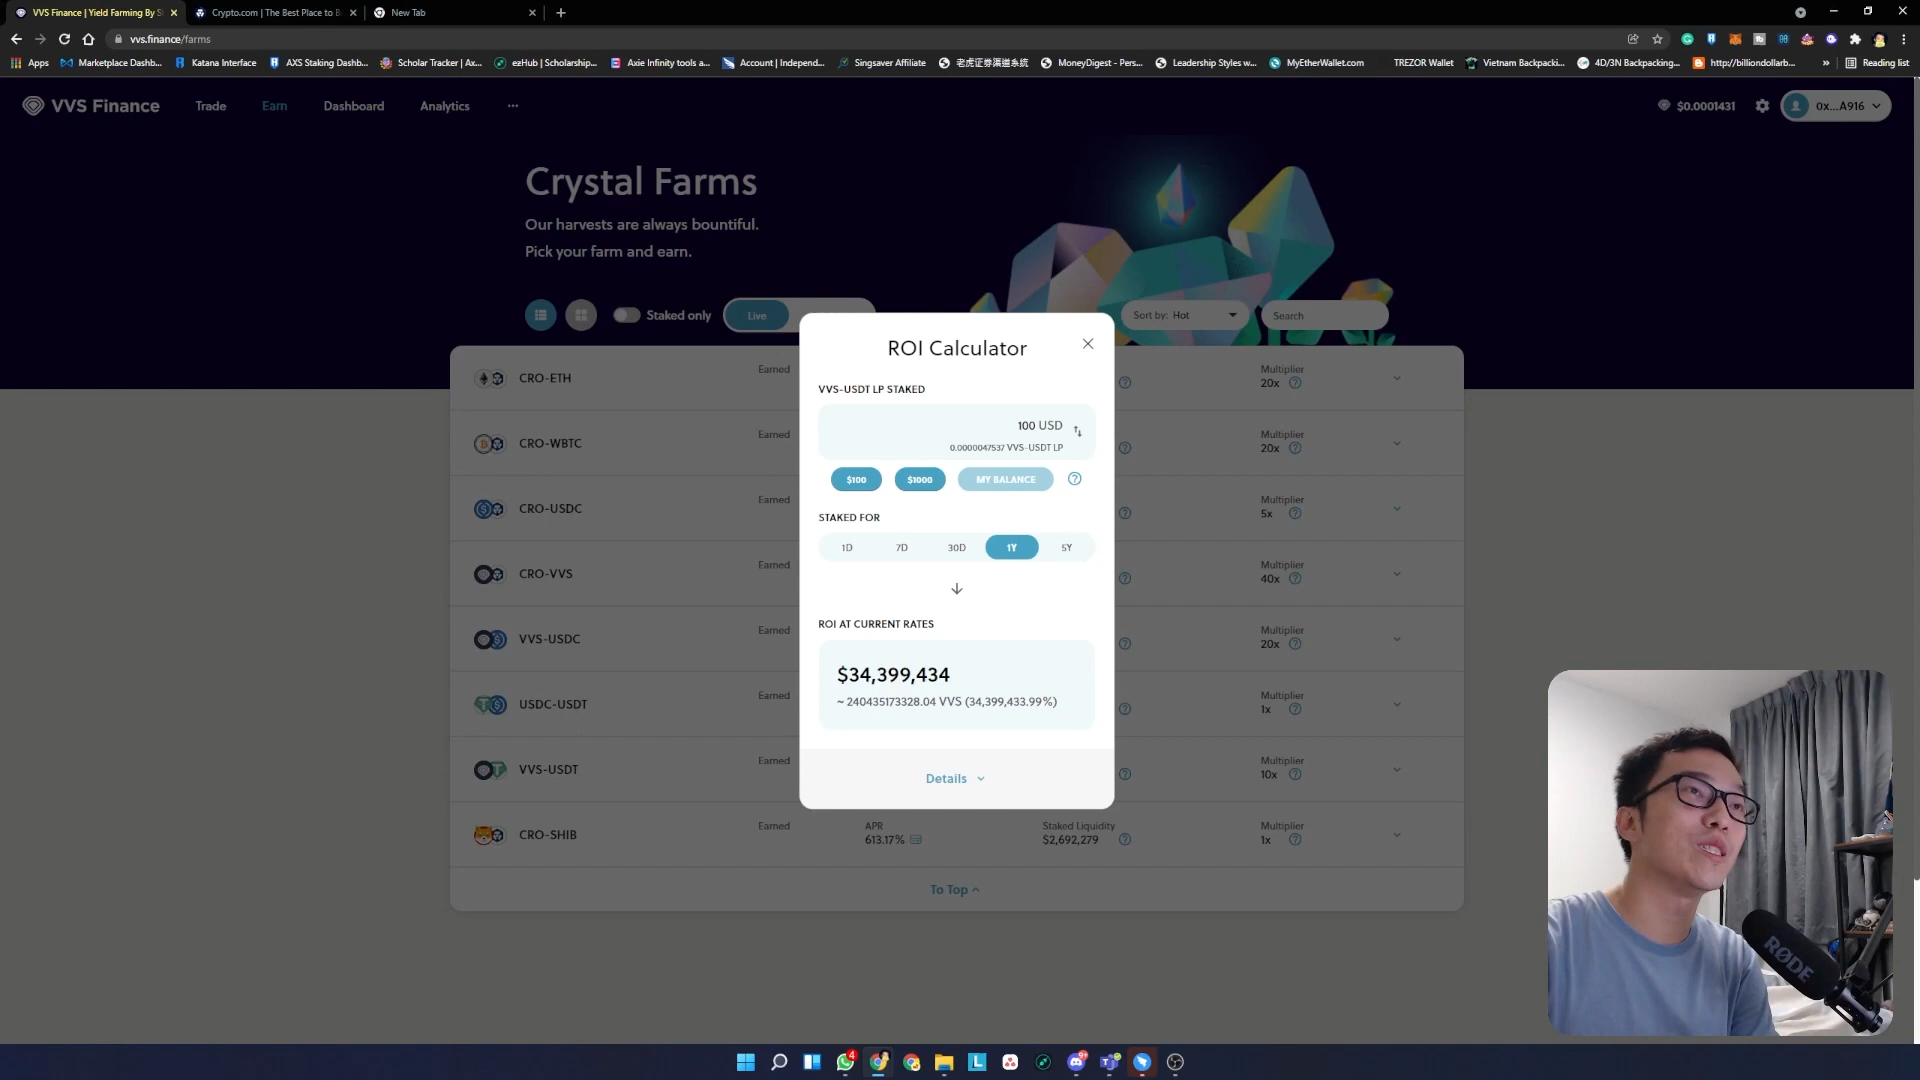 VVS Finance | Yield Farming By S
Crypto.com | The Best Place to B
New Tab
vvs.finance/farms
Apps
Marketplace Dashb...
Katana Interface
AXS Staking Dashb...
Scholar Tracker | Ax...
ezHub | Scholarship...
Axie Infinity tools a...
Account | Independ...
Singsaver Affiliate
老虎证券渠道系統
MoneyDigest - Pers...
Leadership Styles w...
MyEtherWallet.com
TREZOR Wallet
Vietnam Backpacki...
4D/3N Backpacking...
http://billiondollarb...
»
Reading list
VVS Finance
Trade
Earn
Dashboard
Analytics
...
$0.0001431
0x...A916
Crystal Farms
Our harvests are always bountiful.
Pick your farm and earn.
Staked only
Live
Sort by: Hot
Search
CRO-ETH
Earned
Multiplier
20x
CRO-WBTC
Earned
Multiplier
20x
CRO-USDC
Earned
Multiplier
5x
CRO-VVS
Earned
Multiplier
40x
VVS-USDC
Earned
Multiplier
20x
USDC-USDT
Earned
Multiplier
1x
VVS-USDT
Earned
Multiplier
10x
CRO-SHIB
Earned
APR
613.17%
Staked Liquidity
$2,692,279
Multiplier
1x
To Top
ROI Calculator
VVS-USDT LP STAKED
100 USD
0.0000047537 VVS-USDT LP
$100
$1000
MY BALANCE
STAKED FOR
1D
7D
30D
1Y
5Y
ROI AT CURRENT RATES
$34,399,434
~ 240435173328.04 VVS (34,399,433.99%)
Details
RØDE
4
9+